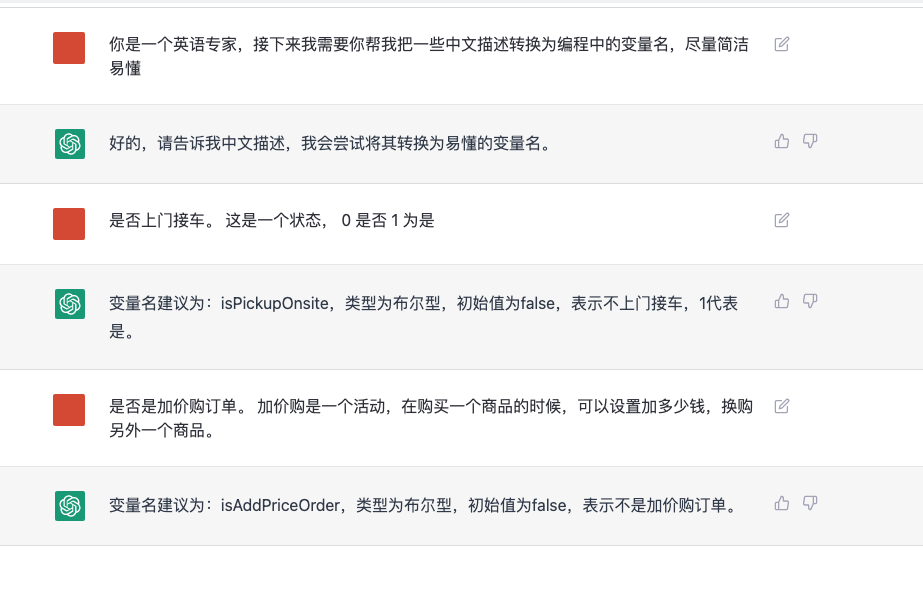 你是一个英语专家，接下来我需要你帮我把一些中文描述转换为编程中的变量名，尽量简洁
易懂
好的，请告诉我中文描述，我会尝试将其转换为易懂的变量名。
是否上门接车。 这是一个状态， 0 是否 1 为是
变量名建议为：isPickupOnsite，类型为布尔型，初始值为false，表示不上门接车，1代表
是。
是否是加价购订单。 加价购是一个活动，在购买一个商品的时候，可以设置加多少钱，换购
另外一个商品。
变量名建议为：isAddPriceOrder，类型为布尔型，初始值为false，表示不是加价购订单。